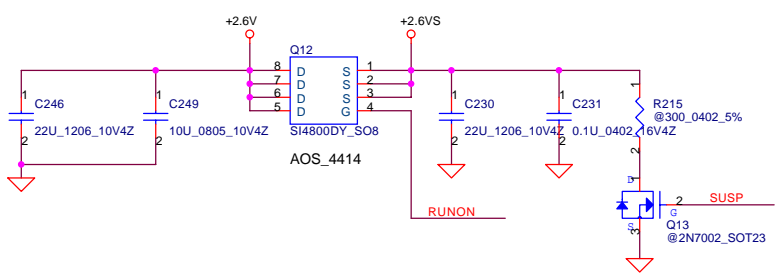 +2.6V
+2.6VS
Q12
8 D S 1
7 D S 2
6 D S 3
5 D G 4
SI4800DY_SO8
AOS_4414
1
C246
22U_1206_10V4Z
2
1
C249
10U_0805_10V4Z
2
1
C230
22U_1206_10V4Z
2
1
C231
0.1U_0402_16V4Z
2
1
R215
@300_0402_5%
2
RUNON
1
D
2
G
SUSP
S
3
Q13
@2N7002_SOT23